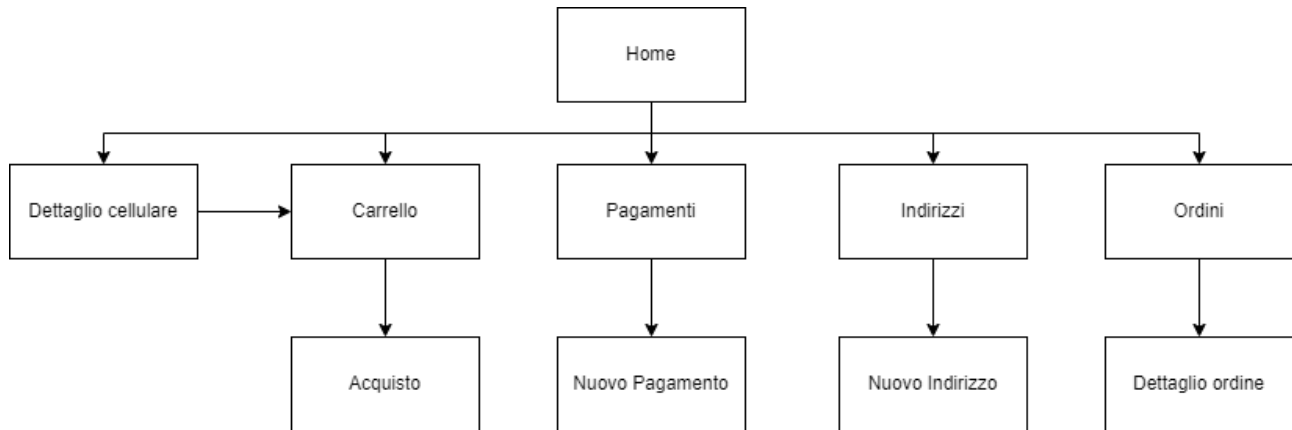 Home
Dettaglio cellulare
Carrello
Pagamenti
Indirizzi
Ordini
Acquisto
Nuovo Pagamento
Nuovo Indirizzo
Dettaglio ordine